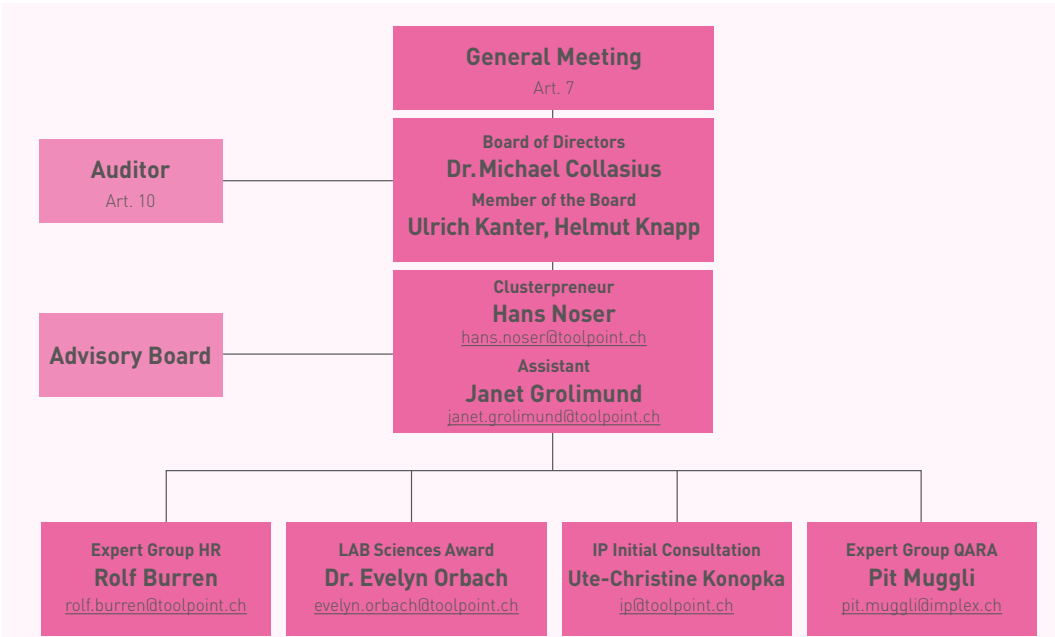 General Meeting
Art. 7
Auditor
Art. 10
Board of Directors
Dr. Michael Collasius
Member of the Board
Ulrich Kanter, Helmut Knapp
Advisory Board
Clusterpreneur
Hans Noser
hans.noser@toolpoint.ch
Assistant
Janet Grolimund
janet.grolimund@toolpoint.ch
Expert Group HR
Rolf Burren
rolf.burren@toolpoint.ch
LAB Sciences Award
Dr. Evelyn Orbach
evelyn.orbach@toolpoint.ch
IP Initial Consultation
Ute-Christine Konopka
ip@toolpoint.ch
Expert Group QARA
Pit Muggli
pit.muggli@implex.ch